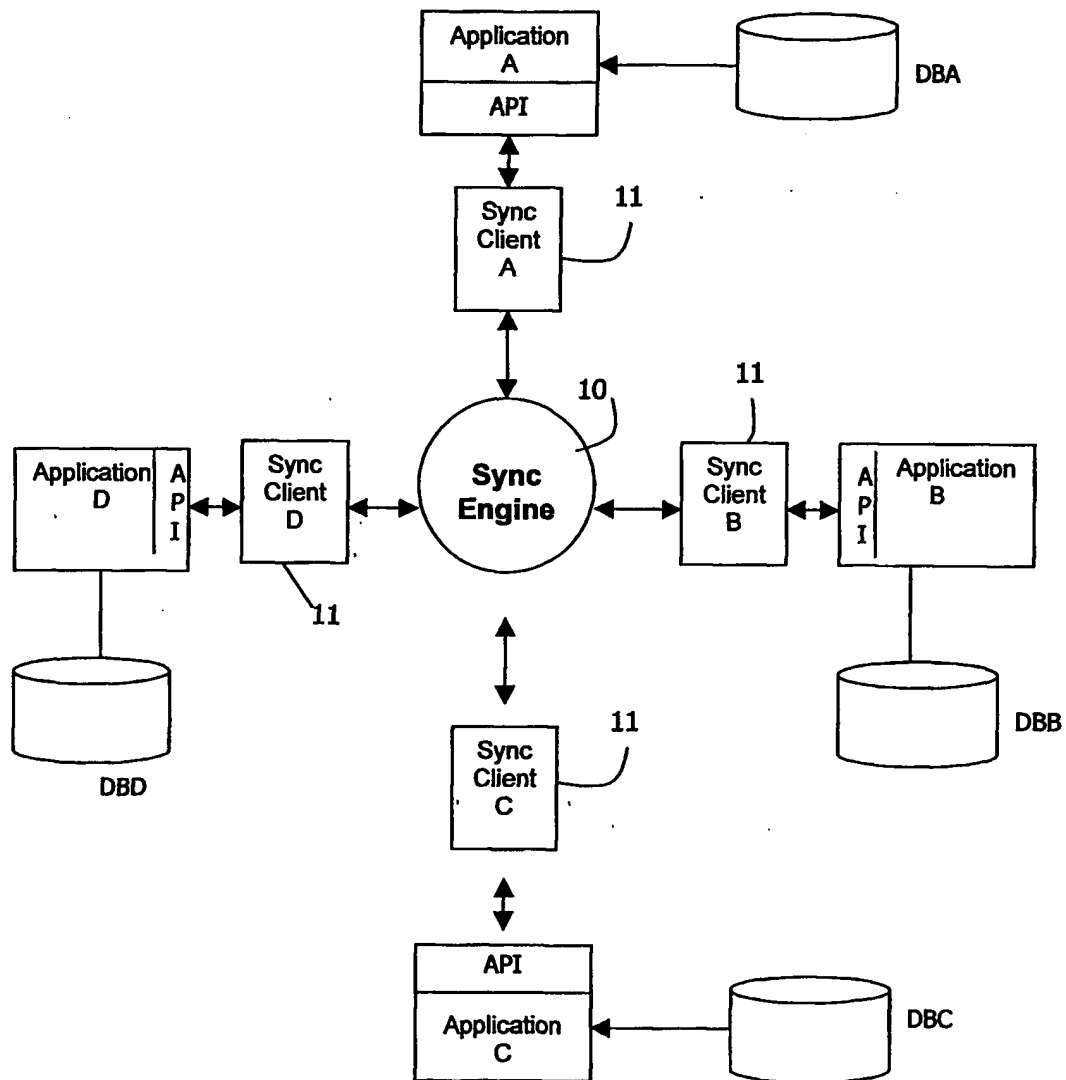 Application
A
API
DBA
Sync
Client
A
11
10
Sync
Engine
11
Application
D
A
P
I
Sync
Client
D
11
Sync
Client
B
A
P
I
Application
B
DBD
DBB
Sync
Client
C
11
API
Application
C
DBC